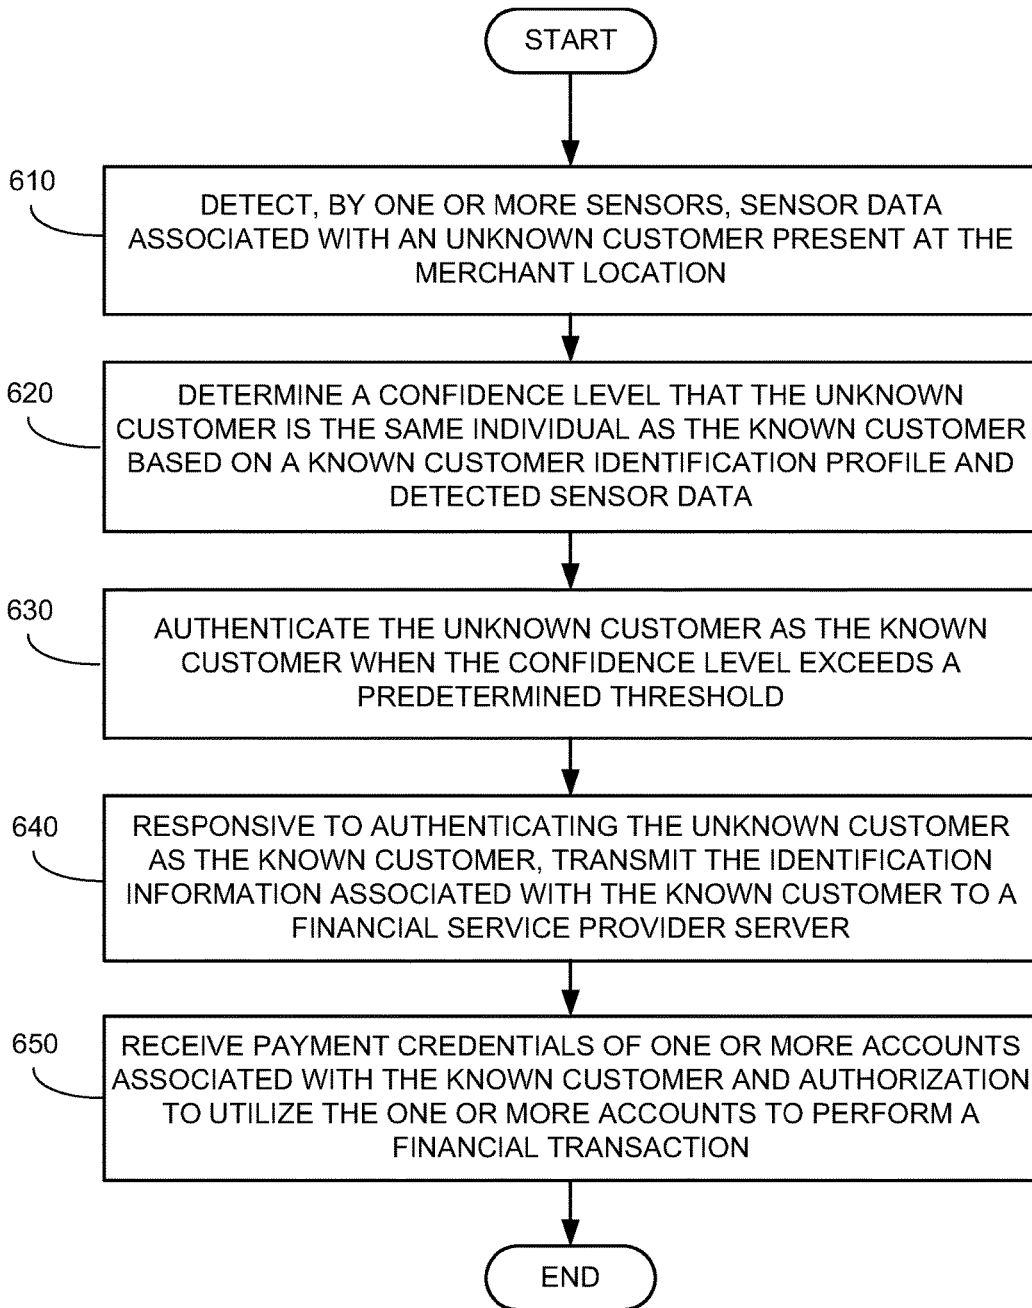 START
610
DETECT, BY ONE OR MORE SENSORS, SENSOR DATA
ASSOCIATED WITH AN UNKNOWN CUSTOMER PRESENT AT THE
MERCHANT LOCATION
620
DETERMINE A CONFIDENCE LEVEL THAT THE UNKNOWN
CUSTOMER IS THE SAME INDIVIDUAL AS THE KNOWN CUSTOMER
BASED ON A KNOWN CUSTOMER IDENTIFICATION PROFILE AND
DETECTED SENSOR DATA
630
AUTHENTICATE THE UNKNOWN CUSTOMER AS THE KNOWN
CUSTOMER WHEN THE CONFIDENCE LEVEL EXCEEDS A
PREDETERMINED THRESHOLD
640
RESPONSIVE TO AUTHENTICATING THE UNKNOWN CUSTOMER
AS THE KNOWN CUSTOMER, TRANSMIT THE IDENTIFICATION
INFORMATION ASSOCIATED WITH THE KNOWN CUSTOMER TO A
FINANCIAL SERVICE PROVIDER SERVER
650
RECEIVE PAYMENT CREDENTIALS OF ONE OR MORE ACCOUNTS
ASSOCIATED WITH THE KNOWN CUSTOMER AND AUTHORIZATION
TO UTILIZE THE ONE OR MORE ACCOUNTS TO PERFORM A
FINANCIAL TRANSACTION
END